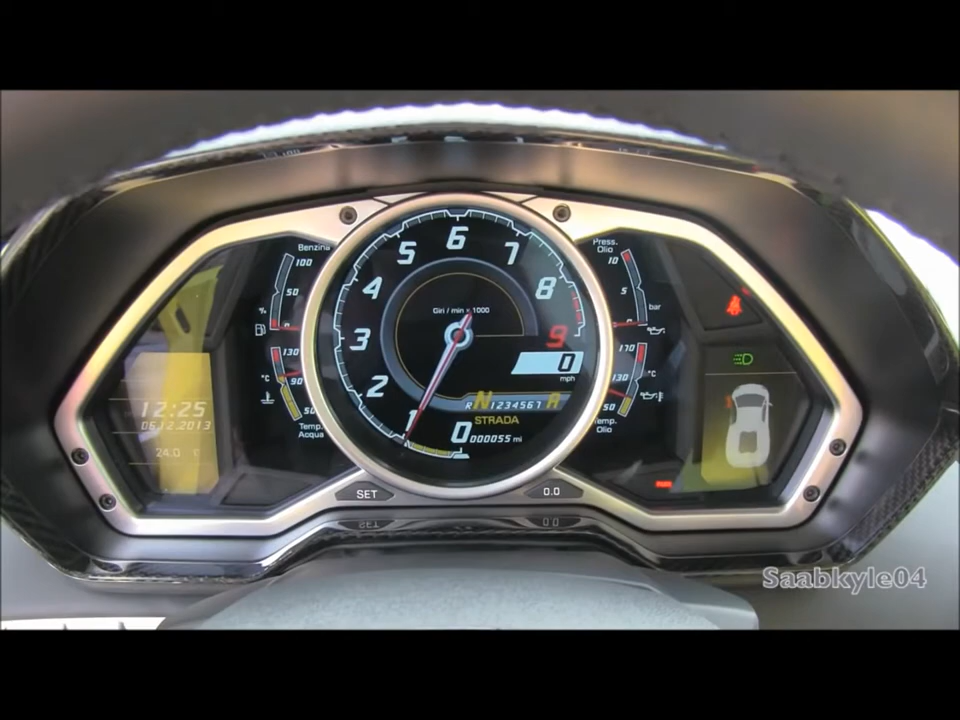 Benzina
100
50
%
0
130
°C
90
50
Temp.
Acqua
12:25
06.12.2013
24.0
SET
0
1
2
3
4
5
6
7
8
9
Giri / min x 1000
0
mph
N
R 1234567 A
STRADA
000055 mi
0.0
Press.
Olio
10
5
bar
170
°C
130
50
Temp.
Olio
Saabkyle04